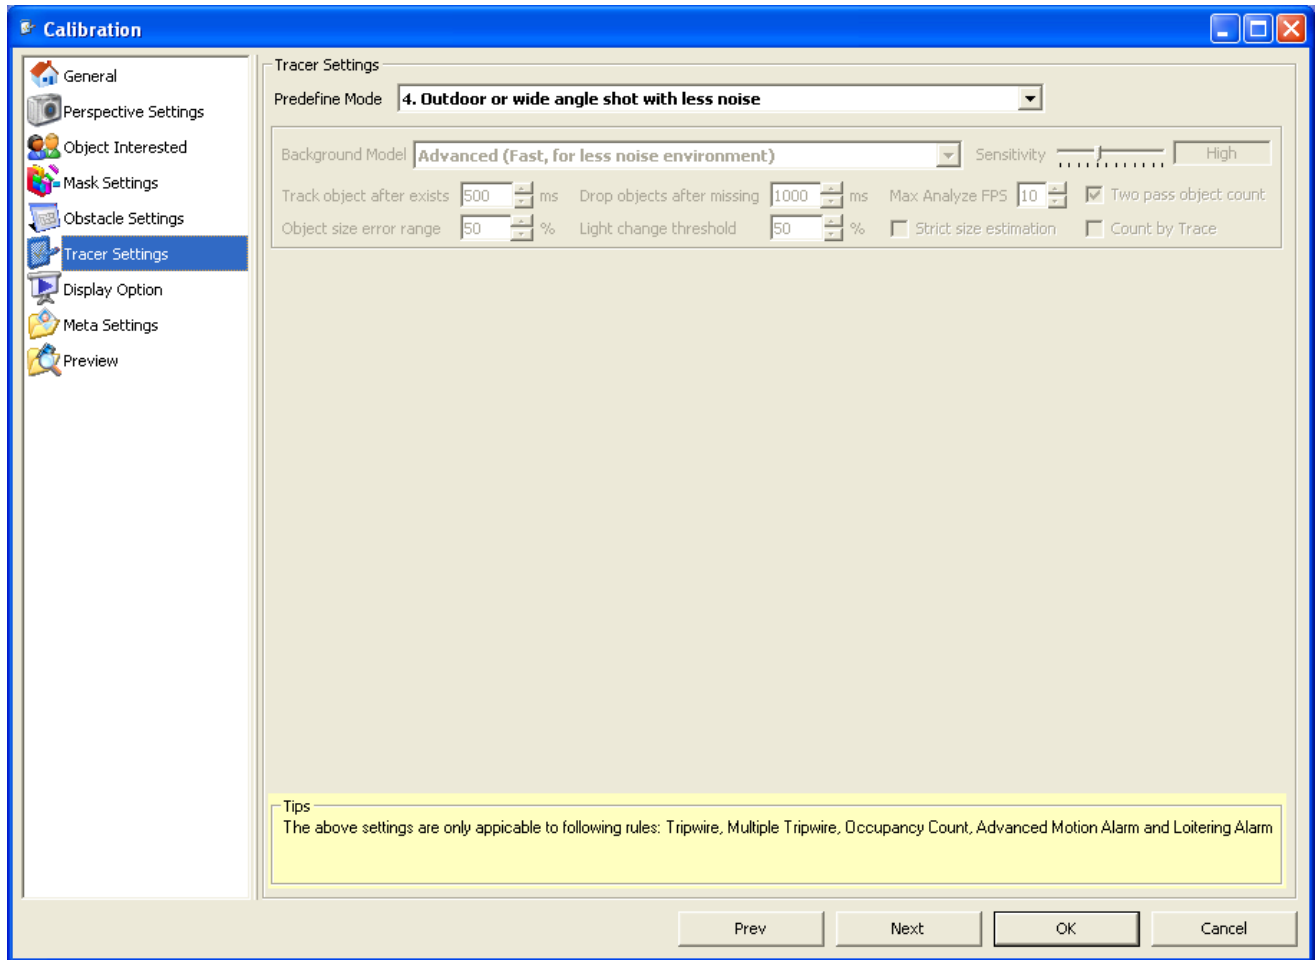 Calibration
General
Perspective Settings
Object Interested
Mask Settings
Obstacle Settings
Tracer Settings
Display Option
Meta Settings
Preview
Tracer Settings
Predefine Mode 4. Outdoor or wide angle shot with less noise
Background Model Advanced (Fast, for less noise environment) Sensitivity High
Track object after exists 500 ms Drop objects after missing 1000 ms Max Analyze FPS 10 Two pass object count
Object size error range 50 % Light change threshold 50 % Strict size estimation Count by Trace
Tips
The above settings are only appicable to following rules: Tripwire, Multiple Tripwire, Occupancy Count, Advanced Motion Alarm and Loitering Alarm
Prev Next OK Cancel